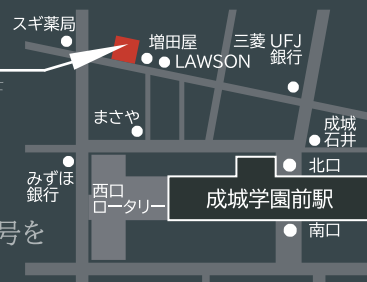 スギ薬局
増田屋
LAWSON
三菱 UFJ
銀行
まさや
成城
石井
みずほ
銀行
西口
ロータリー
北口
成城学園前駅
南口
号を